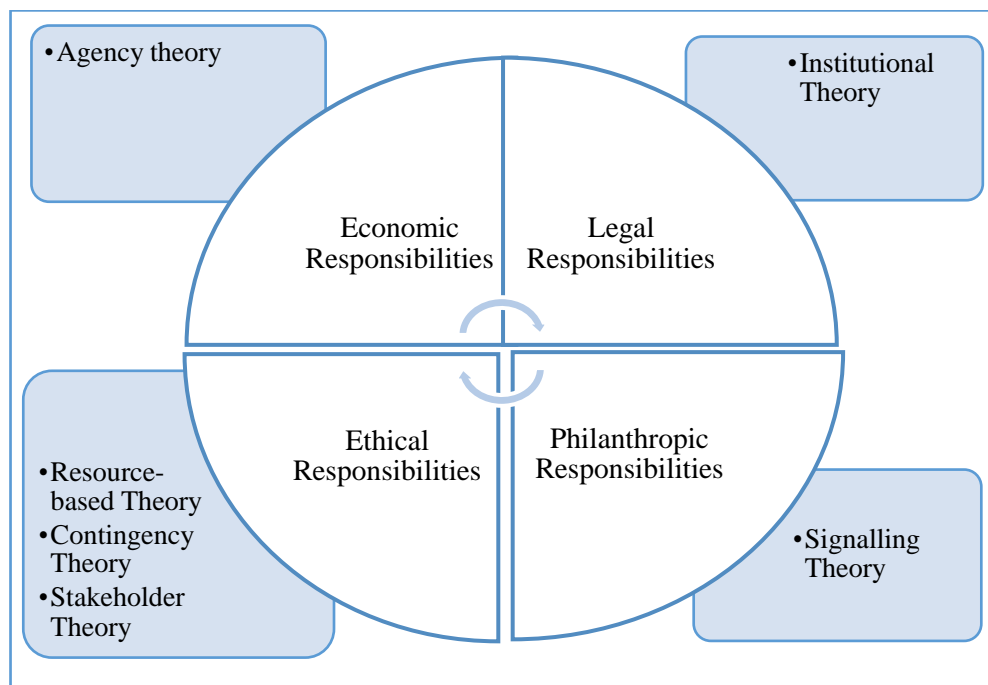 •Agency theory
•Institutional
Theory
Economic
Responsibilities
Legal
Responsibilities
Ethical
Responsibilities
Philanthropic
Responsibilities
•Resource-
based Theory
•Contingency
Theory
•Stakeholder
Theory
•Signalling
Theory